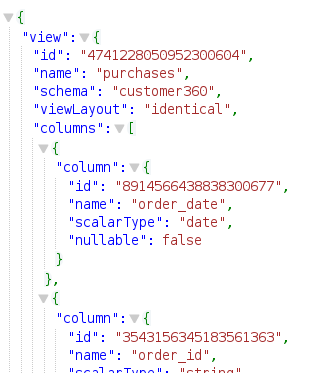 {
"view": {
"id": "4741228050952300604",
"name": "purchases",
"schema": "customer360",
"viewLayout": "identical",
"columns": [
{
"column": {
"id": "8914566438838300677",
"name": "order_date",
"scalarType": "date",
"nullable": false
}
},
{
"column": {
"id": "3543156345183561363",
"name": "order_id",
"scalarType": "string"